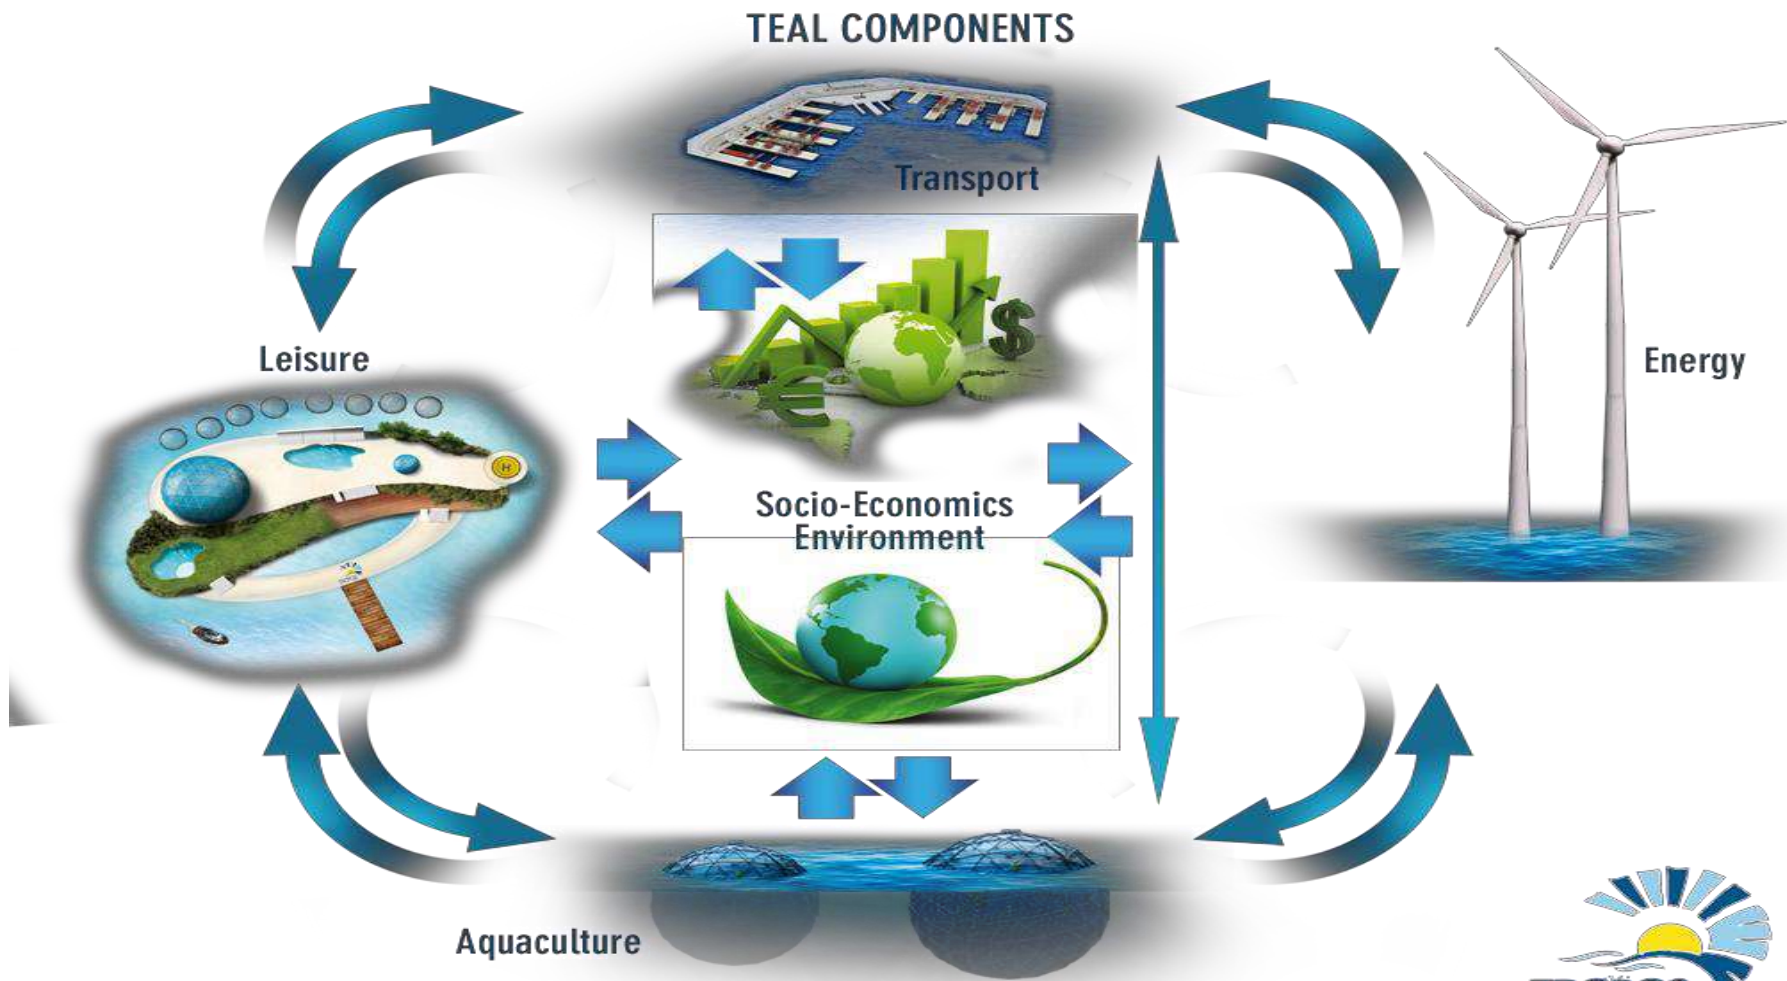 TEAL COMPONENTS
Transport
Leisure
Energy
Socio-Economics
Environment
Aquaculture
H